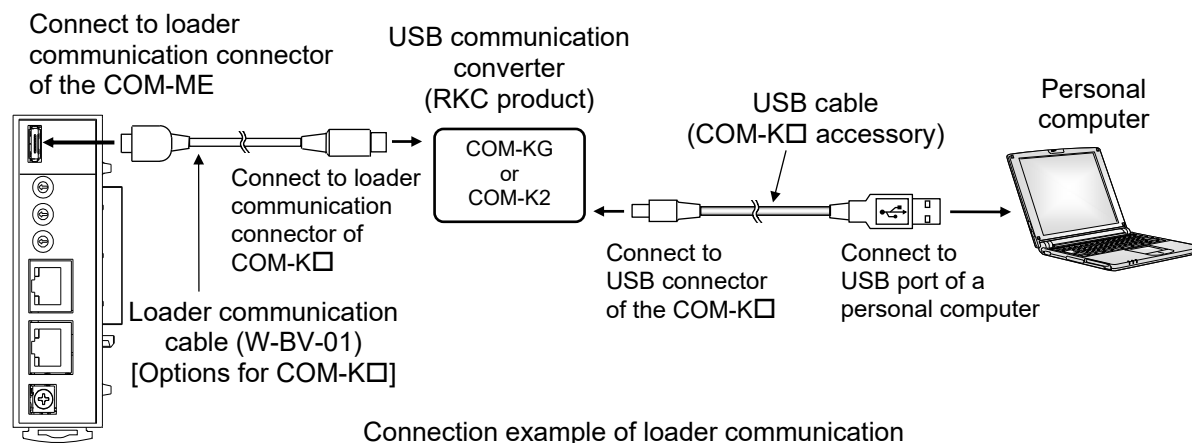 Connect to loader
communication connector
of the COM-ME
USB communication
converter
(RKC product)
COM-KG
or
COM-K2
USB cable
(COM-K□ accessory)
Personal
computer
Connect to loader
communication
connector of
COM-K□
Connect to
USB connector
of the COM-K□
Connect to
USB port of a
personal computer
Loader communication
cable (W-BV-01)
[Options for COM-K□]
Connection example of loader communication